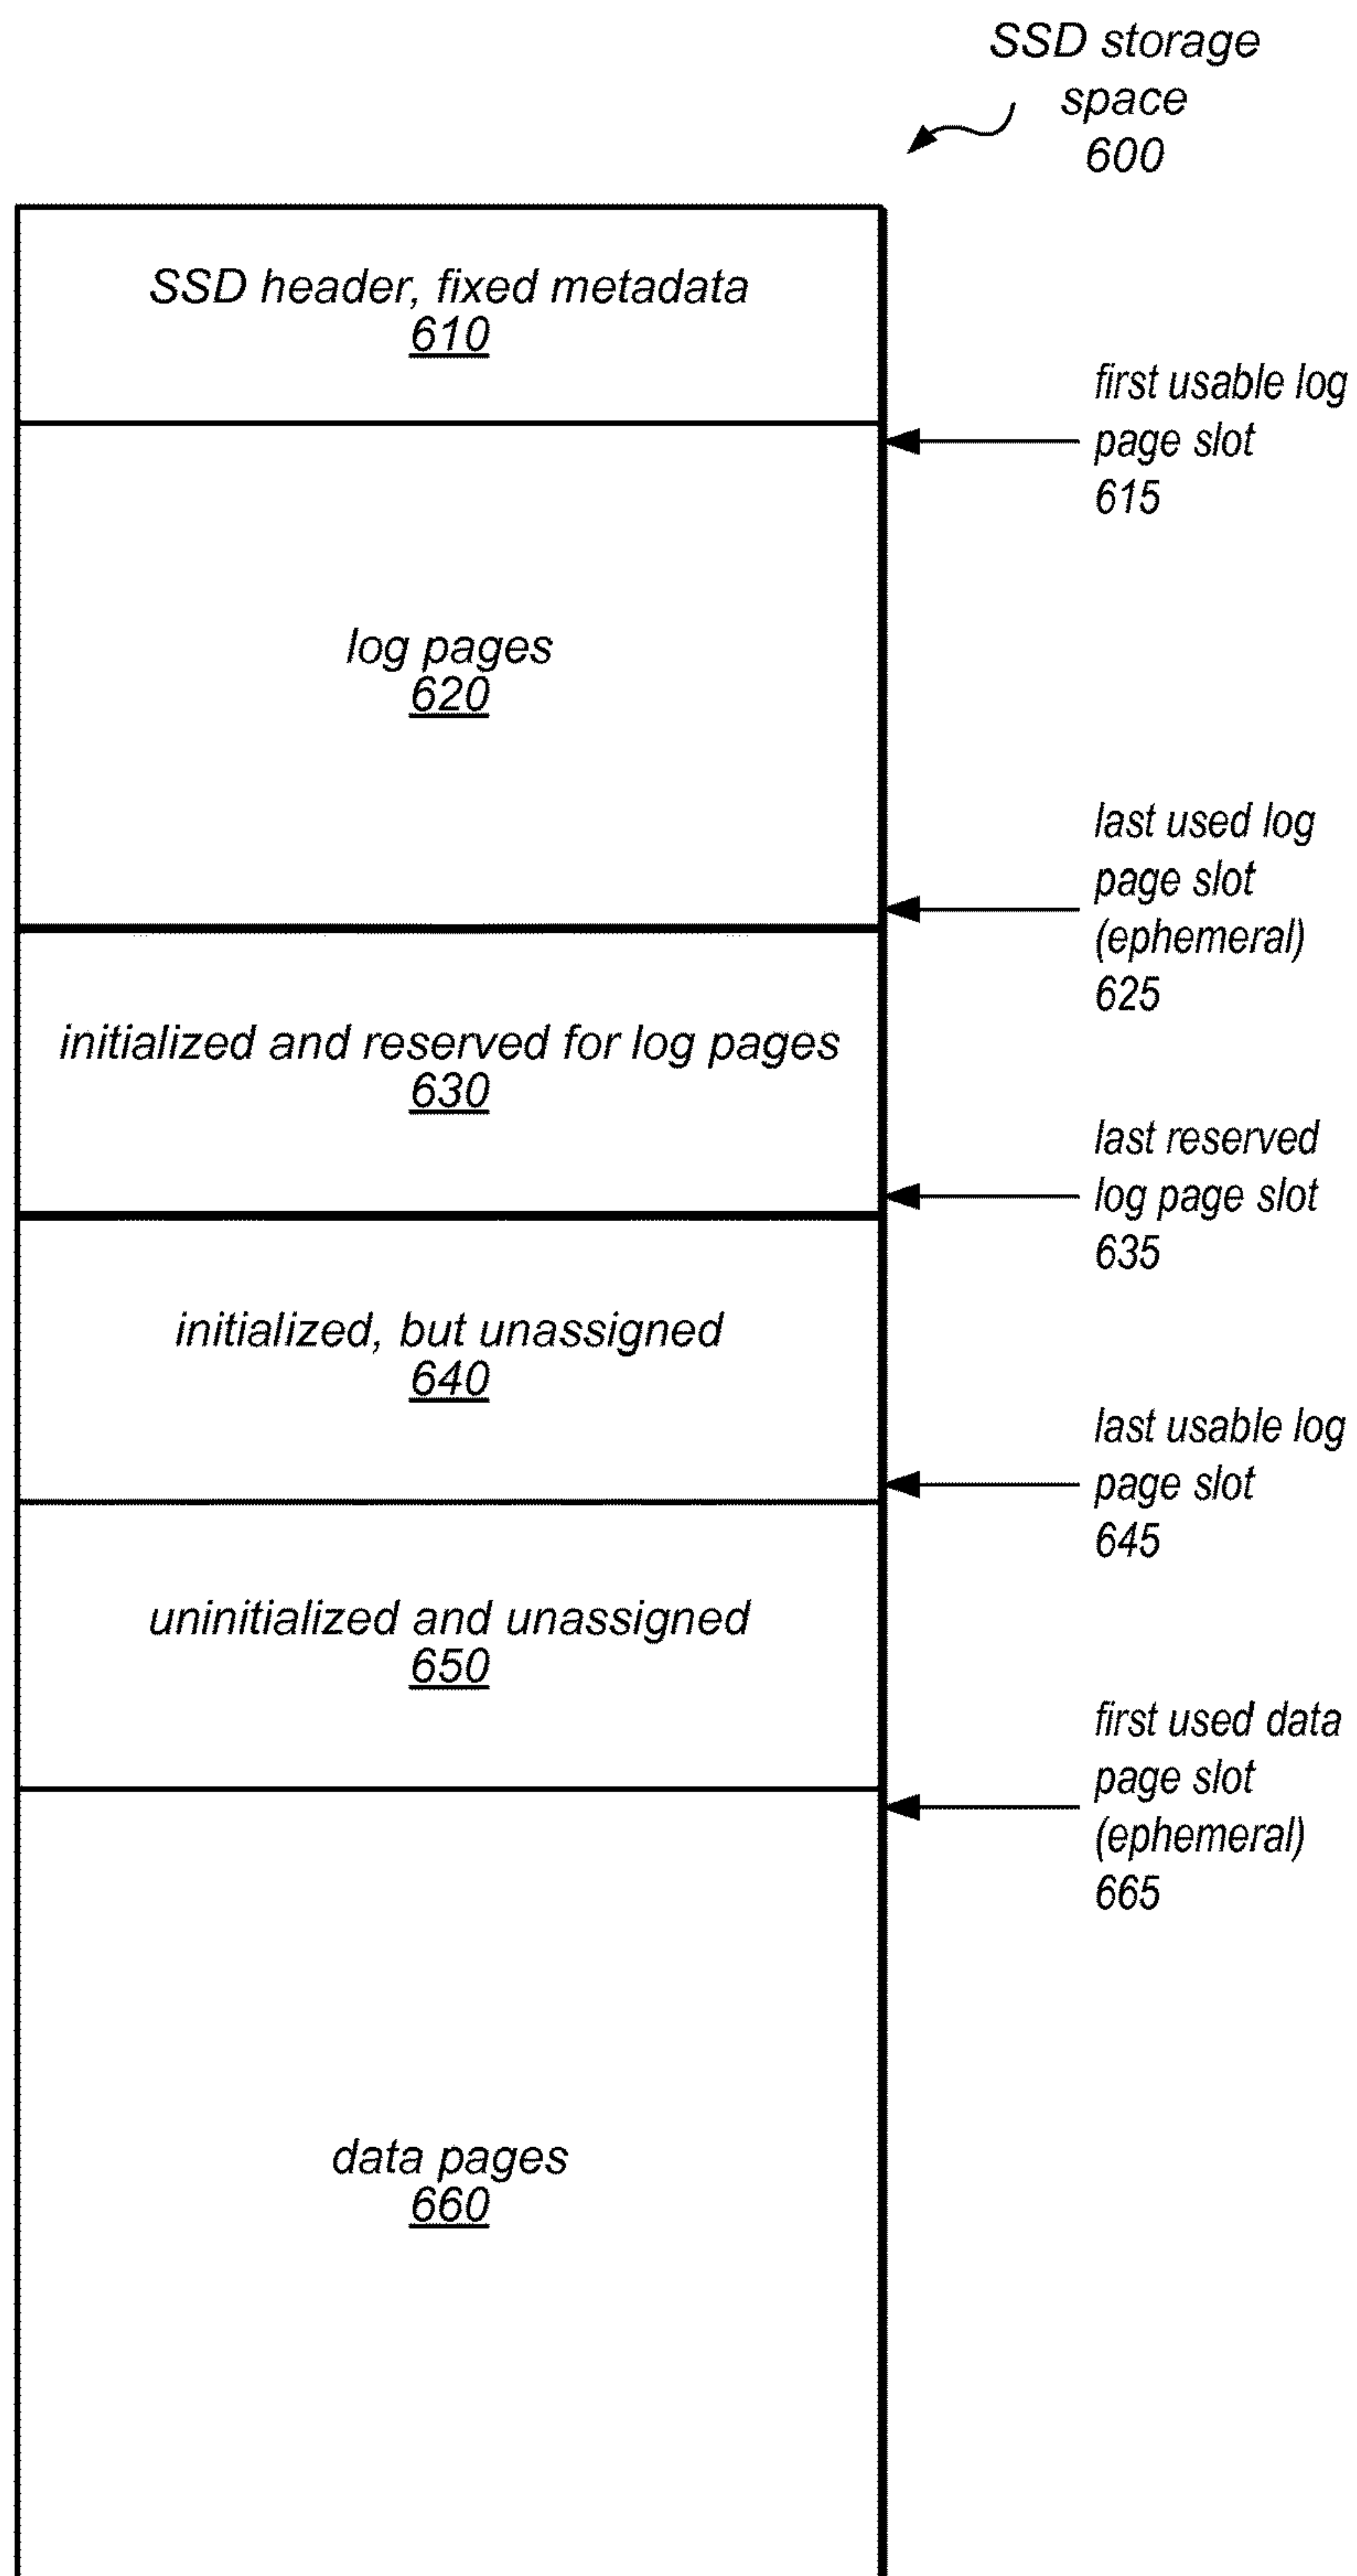 SSD storage
space
600
SSD header, fixed metadata
610
first usable log
page slot
615
log pages
620
last used log
page slot
(ephemeral)
625
initialized and reserved for log pages
630
last reserved
log page slot
635
initialized, but unassigned
640
last usable log
page slot
645
uninitialized and unassigned
650
first used data
page slot
(ephemeral)
665
data pages
660